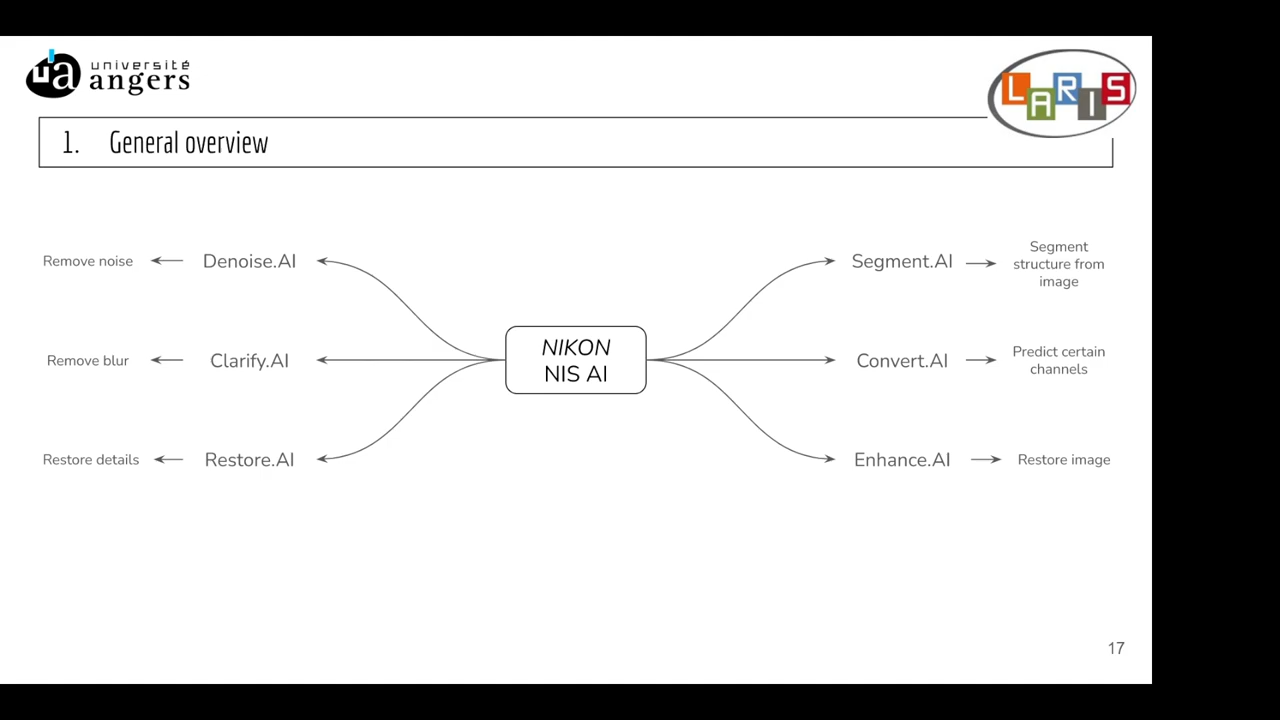 université
angers
LARIS
1. General overview
Remove noise
Denoise.AI
Segment.AI
Segment
structure from
image
NIKON
NIS AI
Remove blur
Clarify.AI
Convert.AI
Predict certain
channels
Restore details
Restore.AI
Enhance.AI
Restore image
17